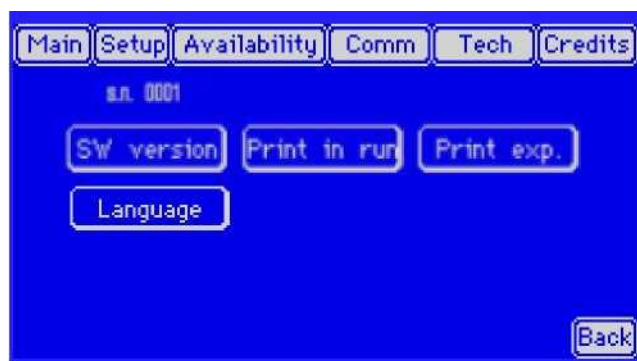 Main Setup Availability Comm Tech Credits
s.n. 0001
SW version Print in run Print exp.
Language
Back